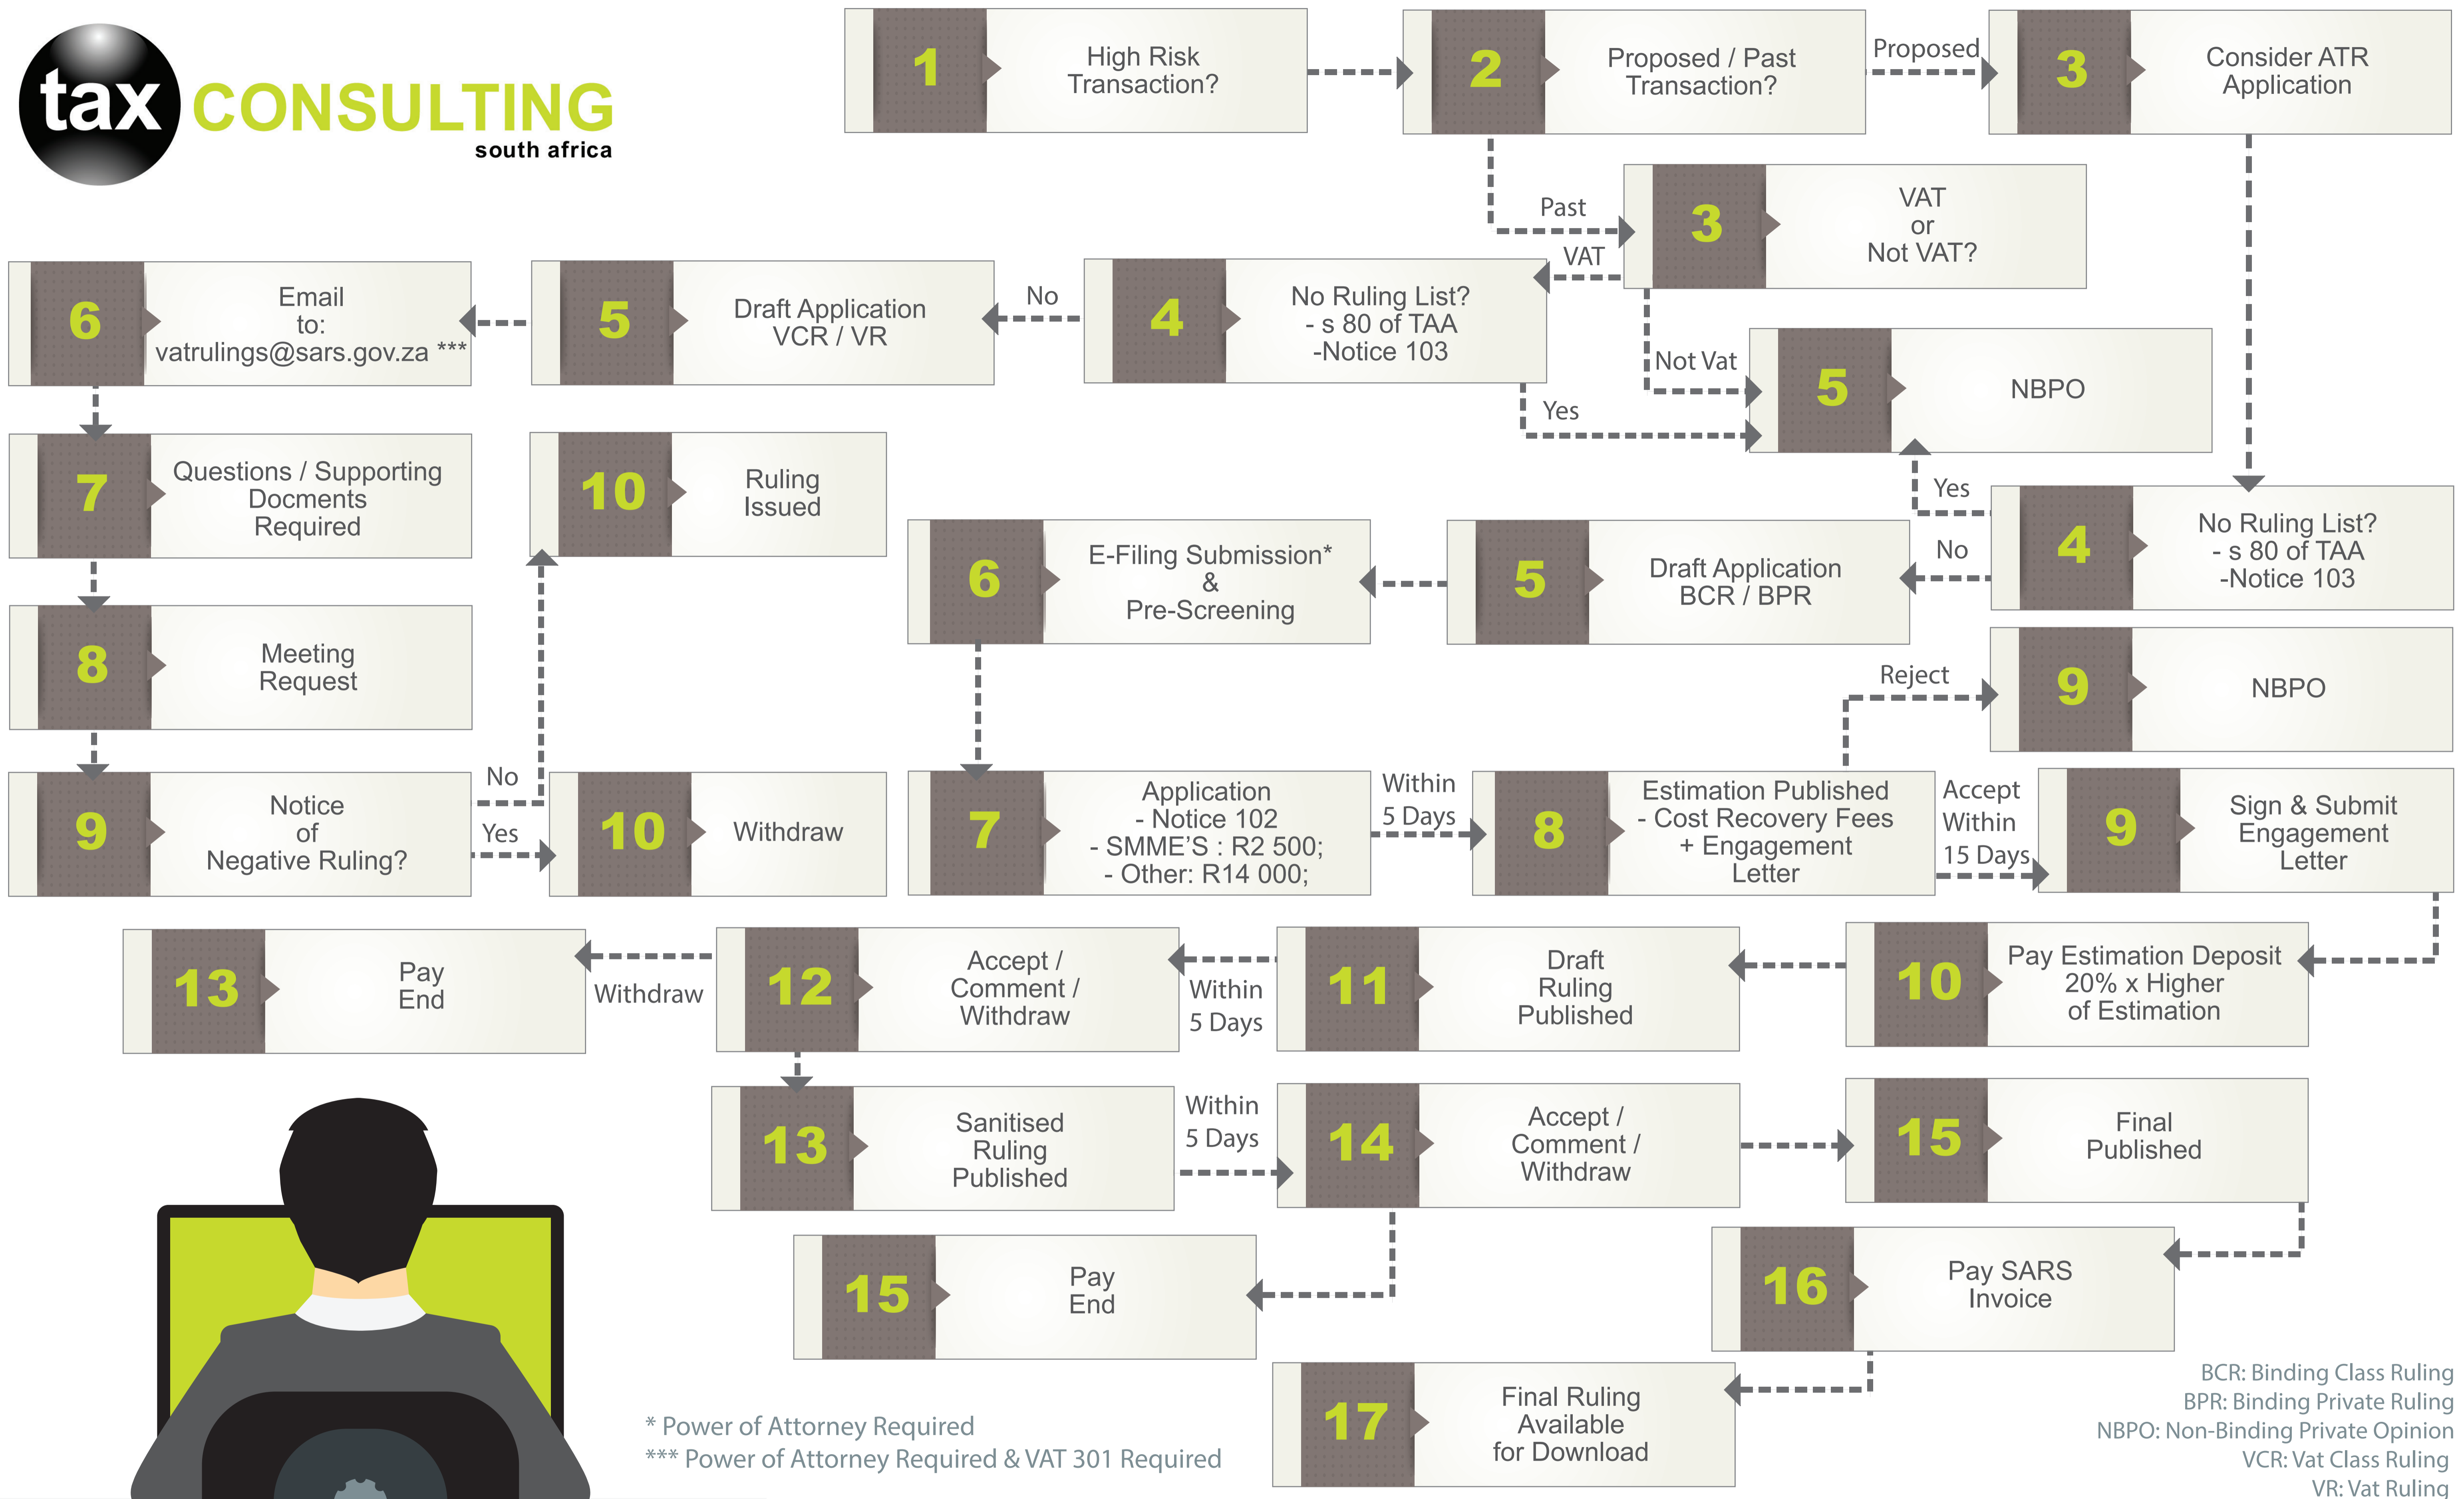 tax CONSULTING
south africa
1
High Risk
Transaction?
2
Proposed / Past
Transaction?
Proposed
3
Consider ATR
Application
Past
3
VAT
or
Not VAT?
VAT
4
No Ruling List?
- s 80 of TAA
-Notice 103
No
5
Draft Application
VCR / VR
6
Email
to:
vatrulings@sars.gov.za ***
Not Vat
Yes
5
NBPO
7
Questions / Supporting
Docments
Required
10
Ruling
Issued
Yes
4
No Ruling List?
- s 80 of TAA
-Notice 103
No
5
Draft Application
BCR / BPR
6
E-Filing Submission*
&
Pre-Screening
8
Meeting
Request
Reject
9
NBPO
9
Notice
of
Negative Ruling?
No
Yes
10
Withdraw
7
Application
- Notice 102
- SMME'S : R2 500;
- Other: R14 000;
Within
5 Days
8
Estimation Published
- Cost Recovery Fees
+ Engagement
Letter
Accept
Within
15 Days
9
Sign & Submit
Engagement
Letter
10
Pay Estimation Deposit
20% x Higher
of Estimation
11
Draft
Ruling
Published
Within
5 Days
12
Accept /
Comment /
Withdraw
Withdraw
13
Pay
End
13
Sanitised
Ruling
Published
Within
5 Days
14
Accept /
Comment /
Withdraw
15
Final
Published
15
Pay
End
16
Pay SARS
Invoice
17
Final Ruling
Available
for Download
* Power of Attorney Required
*** Power of Attorney Required & VAT 301 Required
BCR: Binding Class Ruling
BPR: Binding Private Ruling
NBPO: Non-Binding Private Opinion
VCR: Vat Class Ruling
VR: Vat Ruling